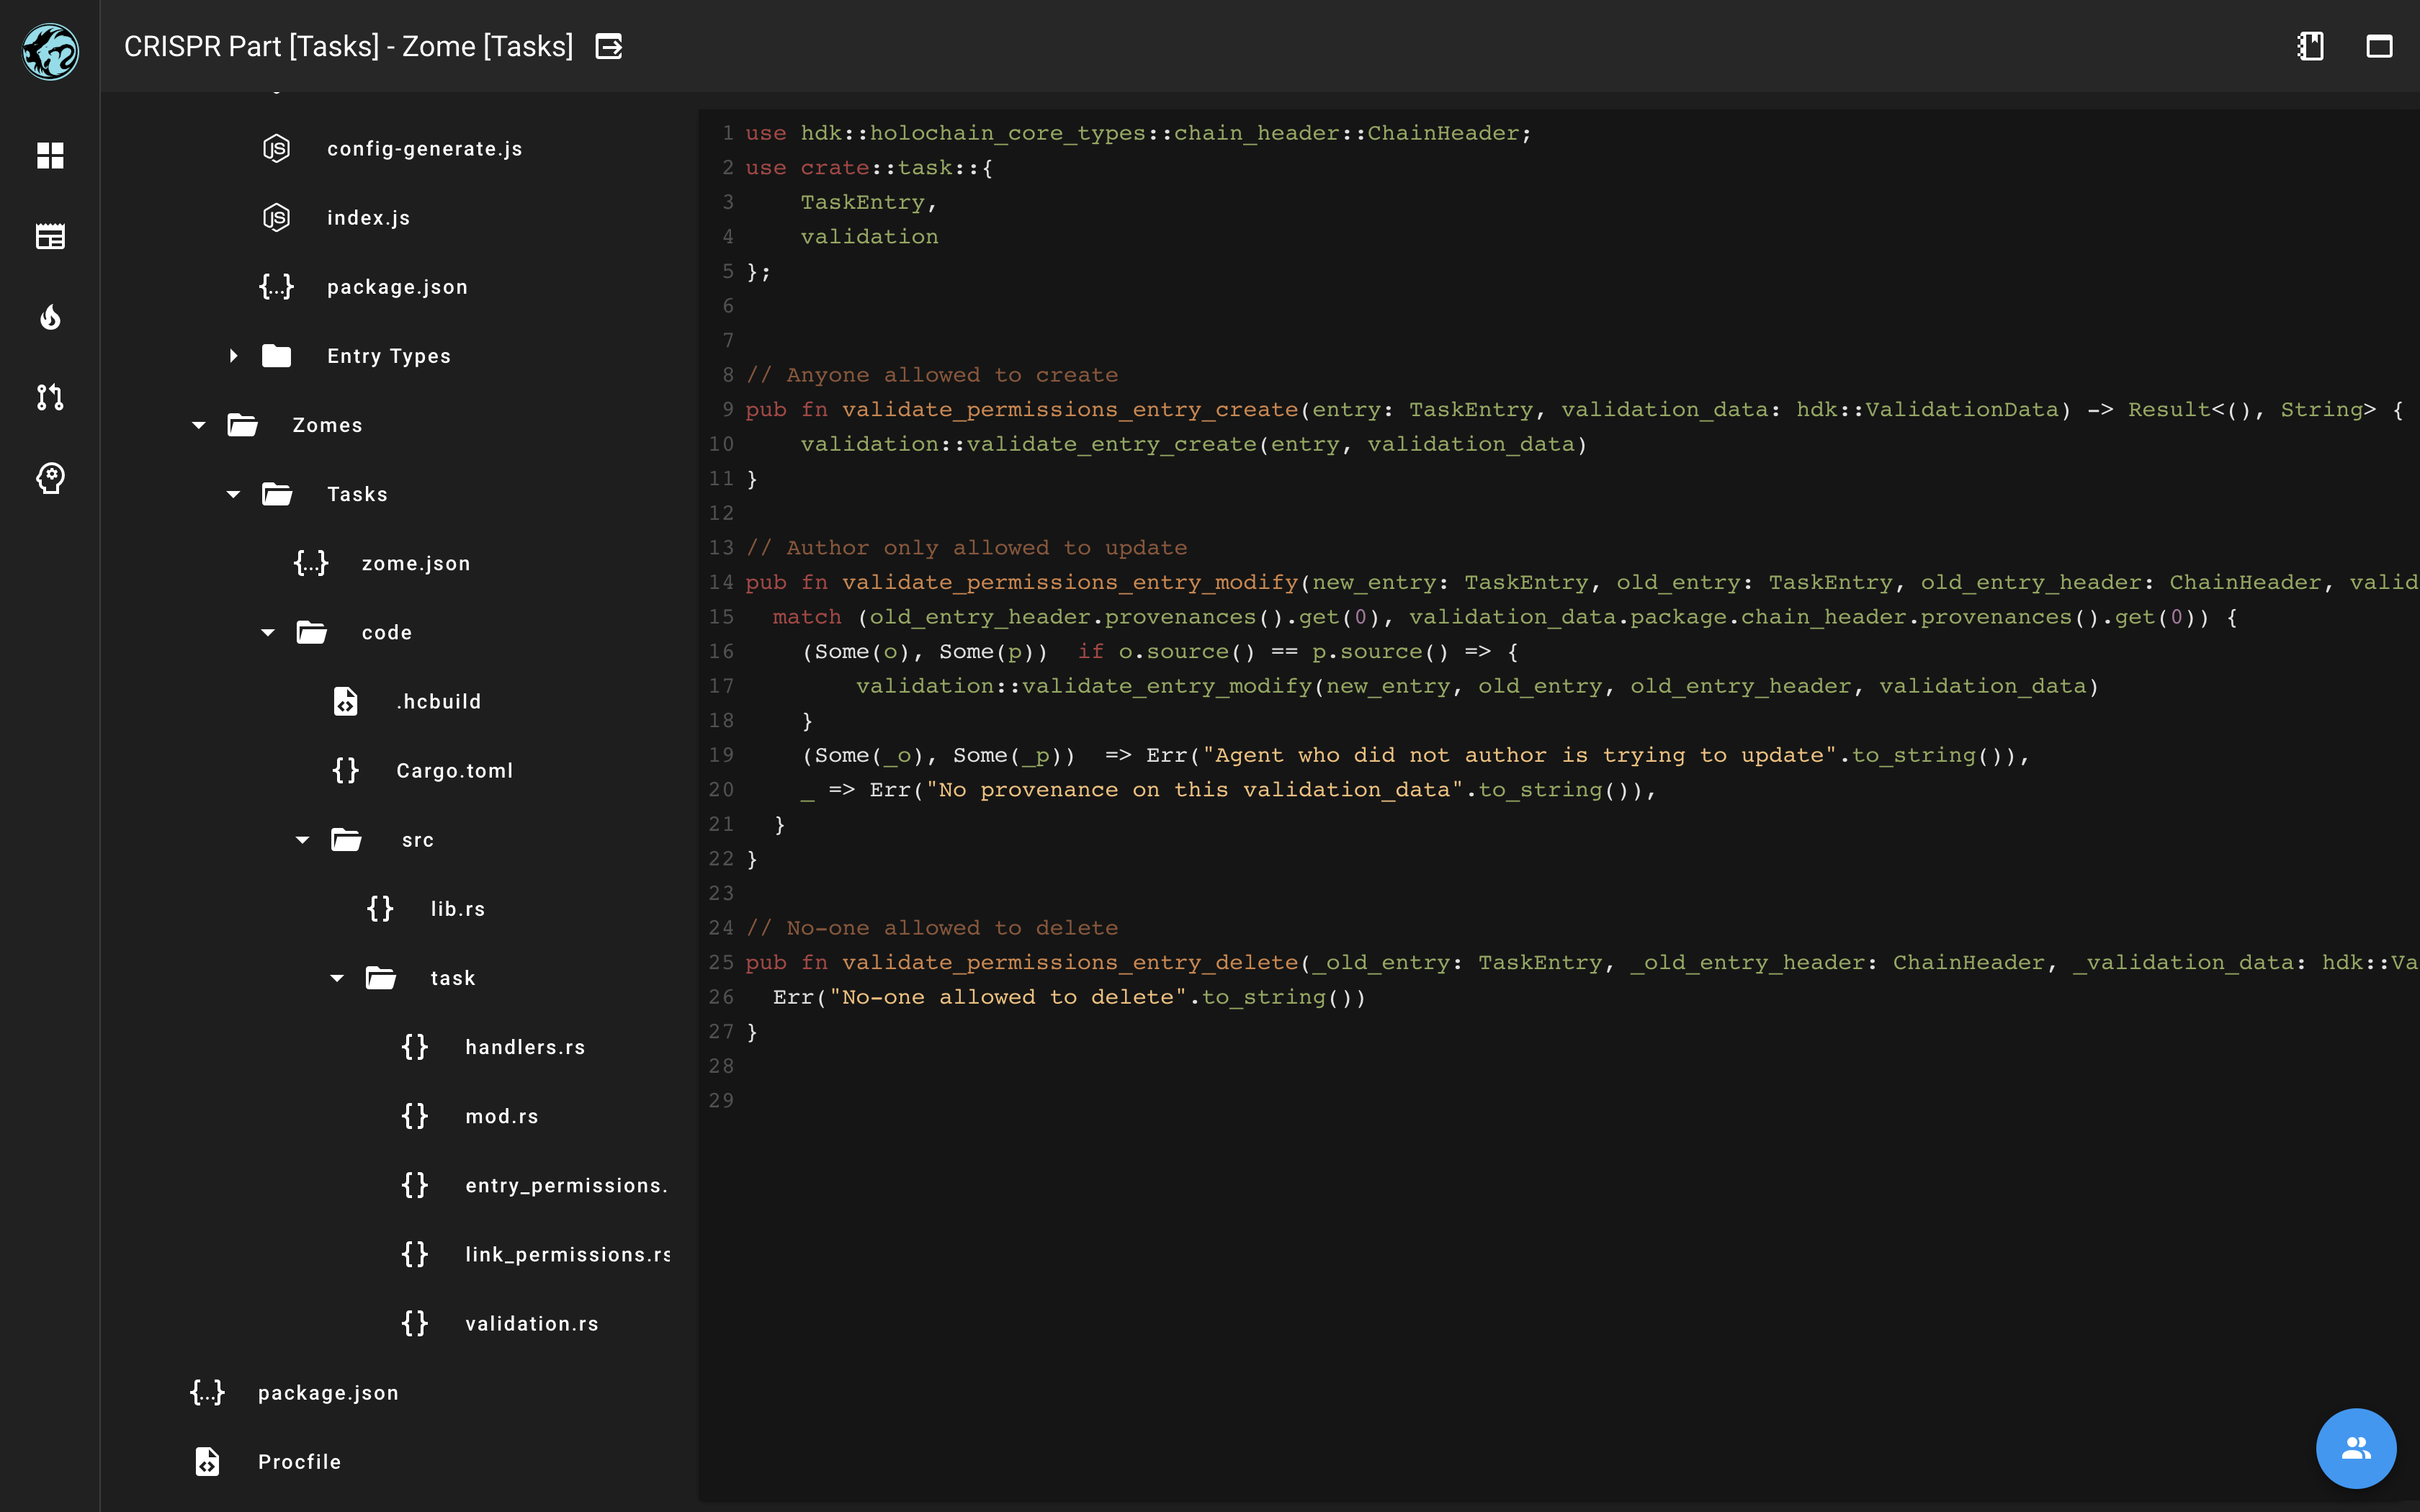 CRISPR Part [Tasks] - Zome [Tasks]
config-generate.js
index.js
package.json
Entry Types
Zomes
Tasks
zome.json
code
.hcbuild
Cargo.toml
src
lib.rs
task
handlers.rs
mod.rs
entry_permissions.
link_permissions.rs
validation.rs
package.json
Procfile
1 use hdk::holochain_core_types::chain_header::ChainHeader;
2 use crate::task::{
3     TaskEntry,
4     validation
5 };
6
7
8 // Anyone allowed to create
9 pub fn validate_permissions_entry_create(entry: TaskEntry, validation_data: hdk::ValidationData) -> Result<(), String> {
10     validation::validate_entry_create(entry, validation_data)
11 }
12
13 // Author only allowed to update
14 pub fn validate_permissions_entry_modify(new_entry: TaskEntry, old_entry: TaskEntry, old_entry_header: ChainHeader, valid
15   match (old_entry_header.provenances().get(0), validation_data.package.chain_header.provenances().get(0)) {
16     (Some(o), Some(p))  if o.source() == p.source() => {
17         validation::validate_entry_modify(new_entry, old_entry, old_entry_header, validation_data)
18     }
19     (Some(_o), Some(_p))  => Err("Agent who did not author is trying to update".to_string()),
20     _ => Err("No provenance on this validation_data".to_string()),
21   }
22 }
23
24 // No-one allowed to delete
25 pub fn validate_permissions_entry_delete(_old_entry: TaskEntry, _old_entry_header: ChainHeader, _validation_data: hdk::Va
26   Err("No-one allowed to delete".to_string())
27 }
28
29